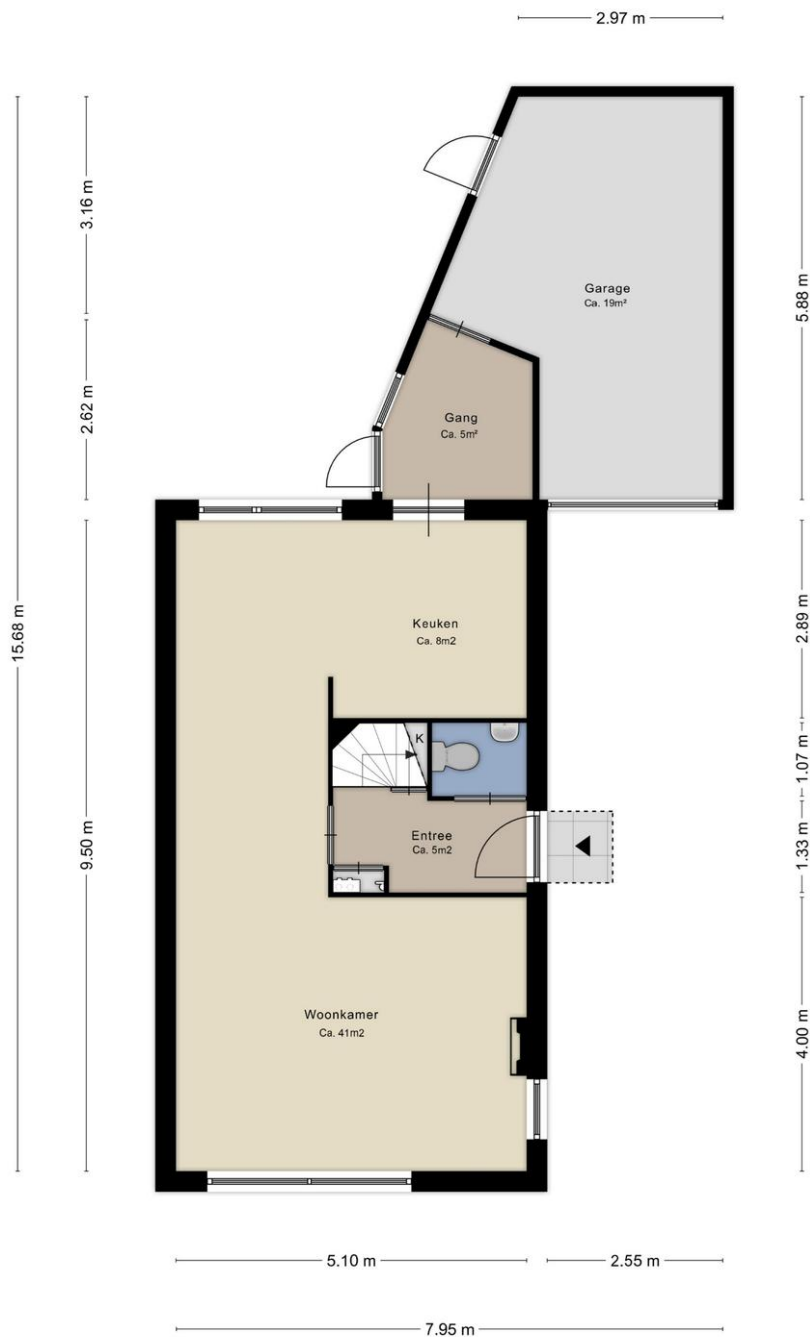 2.97 m
3.16 m
5.88 m
Garage
Ca. 19m²
2.62 m
Gang
Ca. 5m²
15.68 m
Keuken
Ca. 8m2
2.89 m
K
1.07 m
9.50 m
Entree
Ca. 5m2
1.33 m
Woonkamer
Ca. 41m2
4.00 m
5.10 m
2.55 m
7.95 m